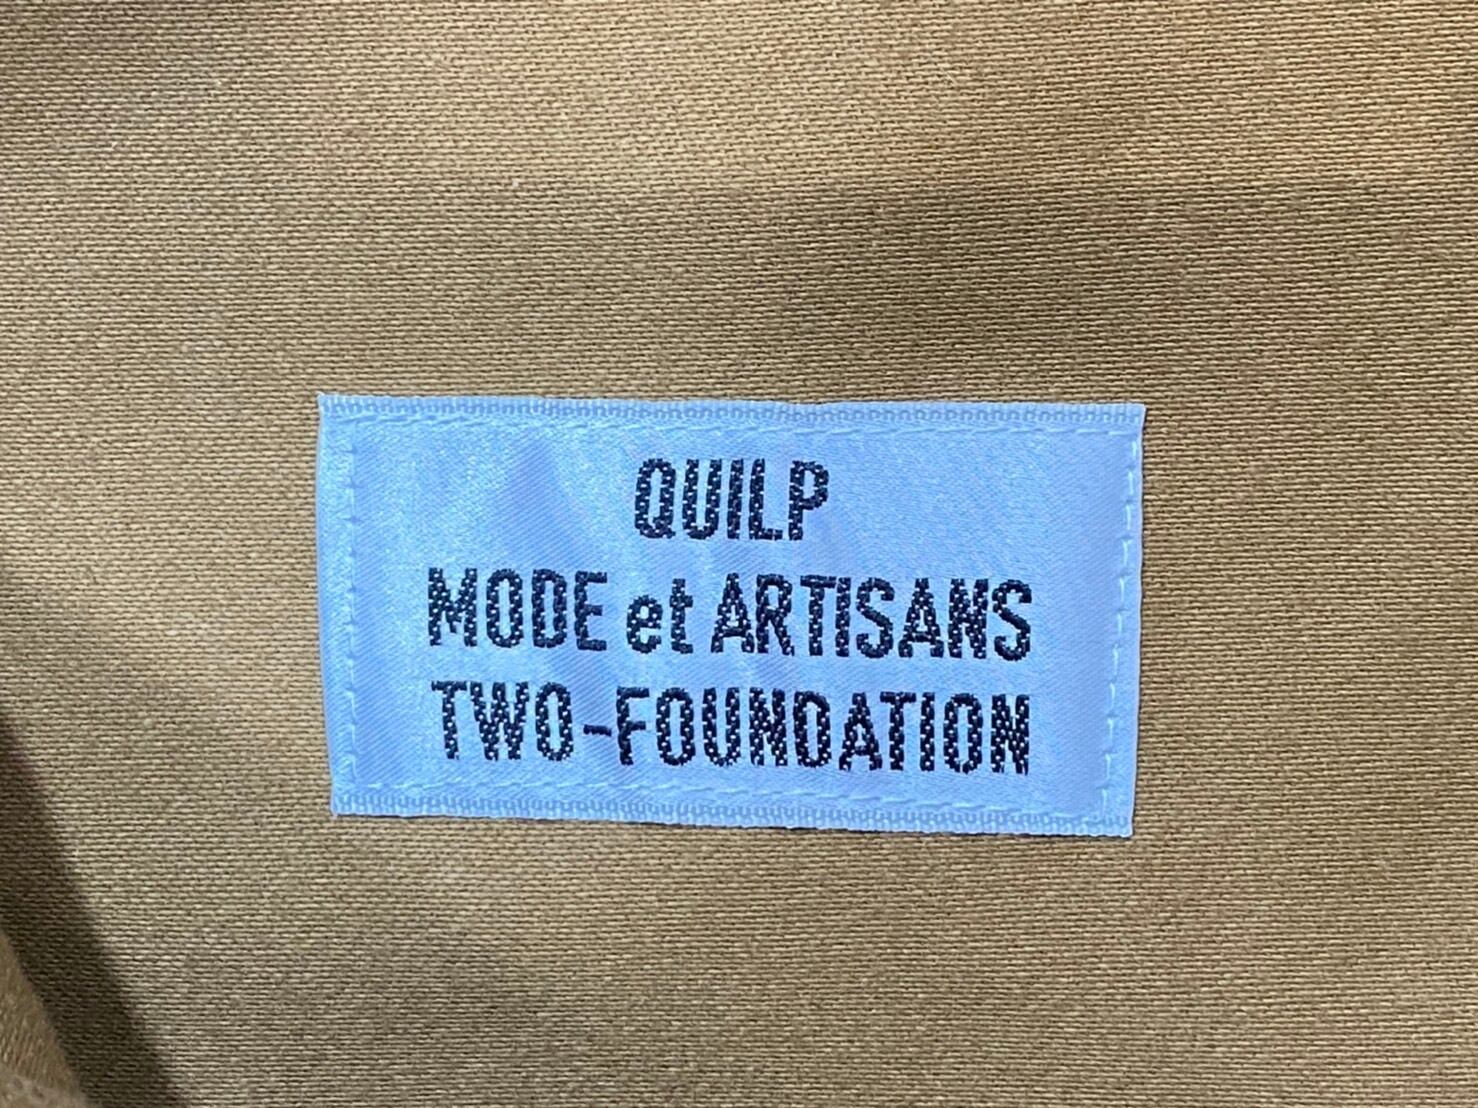 QUILP
MODE et ARTISANS
TWO-FOUNDATION